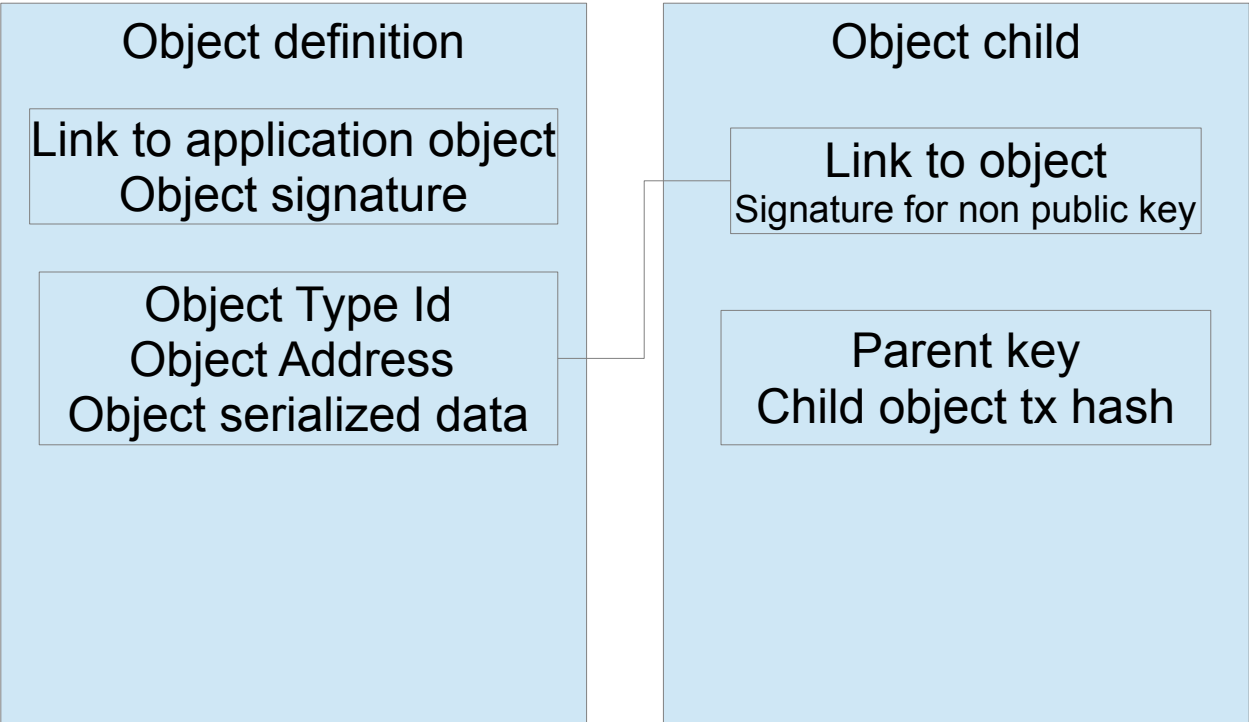 Object definition
Link to application object
Object signature
Object Type Id
Object Address
Object serialized data
Object child
Link to object
Signature for non public key
Parent key
Child object tx hash